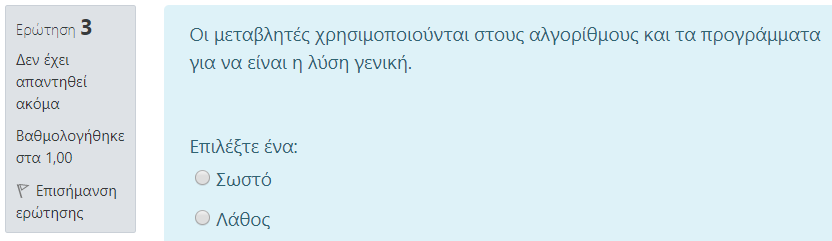 Ερώτηση 3
Δεν έχει
απαντηθεί
ακόμα
Βαθμολογήθηκε
στα 1,00
Επισήμανση
ερώτησης
Οι μεταβλητές χρησιμοποιούνται στους αλγορίθμους και τα προγράμματα
για να είναι η λύση γενική.
Επιλέξτε ένα:
Σωστό
Λάθος